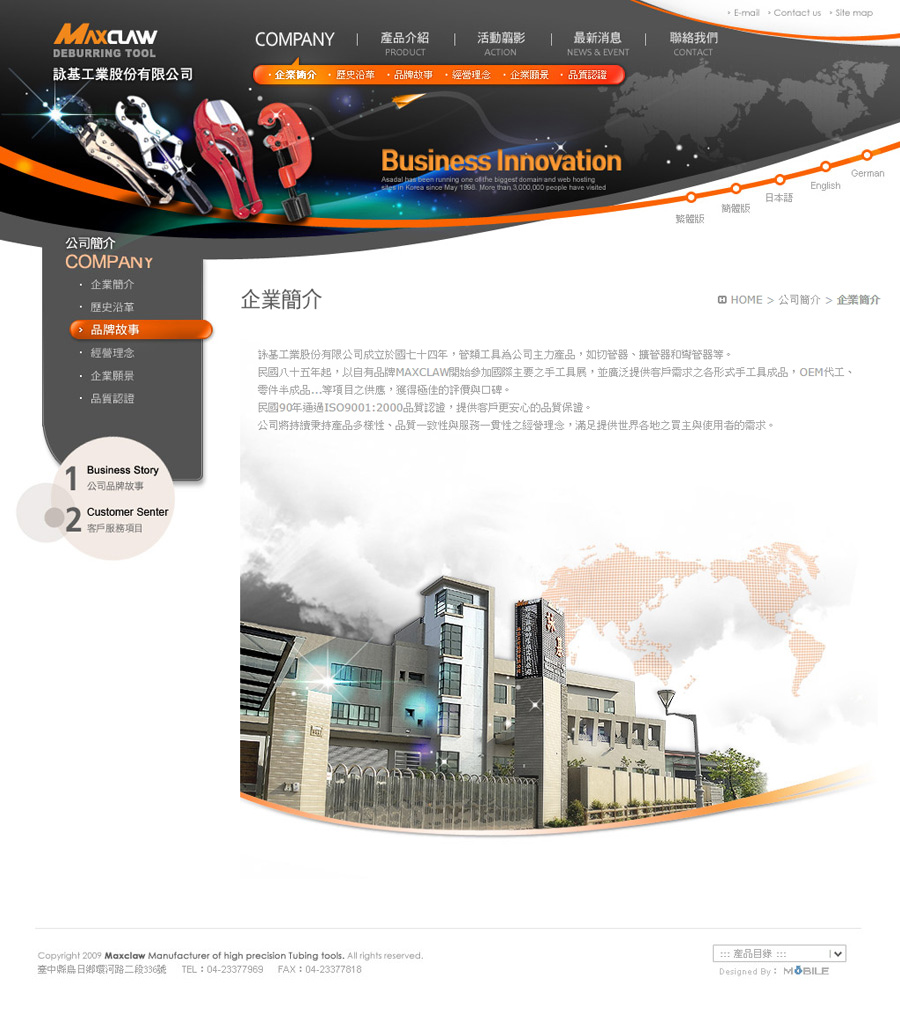 E-mail Contact us Site map
MAXCLAW
DEBURRING TOOL
詠基工業股份有限公司
COMPANY
產品介紹
PRODUCT
活動翦影
ACTION
最新消息
NEWS & EVENT
聯絡我們
CONTACT
企業簡介 歷史沿革 品牌故事 經營理念 企業願景 品質認證
Business Innovation
Asadal has been running one of the biggest domain and web hosting
sites in Korea since May 1998. More than 3,000,000 people have visited
繁體版
簡體版
日本語
English
German
公司簡介
COMPANY
企業簡介
歷史沿革
品牌故事
經營理念
企業願景
品質認證
1 Business Story
公司品牌故事
2 Customer Senter
客戶服務項目
企業簡介
HOME > 公司簡介 > 企業簡介
詠基工業股份有限公司成立於國七十四年，管類工具為公司主力產品，如切管器、擴管器和彎管器等。
民國八十五年起，以自有品牌MAXCLAW開始參加國際主要之手工具展，並廣泛提供客戶需求之各形式手工具成品，OEM代工、
零件半成品...等項目之供應，獲得極佳的評價與口碑。
民國90年通過ISO9001:2000品質認證，提供客戶更安心的品質保證。
公司將持續秉持產品多樣性、品質一致性與服務一貫性之經營理念，滿足提供世界各地之買主與使用者的需求。
詠基
Copyright 2009 Maxclaw Manufacturer of high precision Tubing tools. All rights reserved.
臺中縣烏日鄉環河路二段336號 TEL：04-23377969 FAX：04-23377818
::: 產品目錄 :::
Designed By： MOBILE